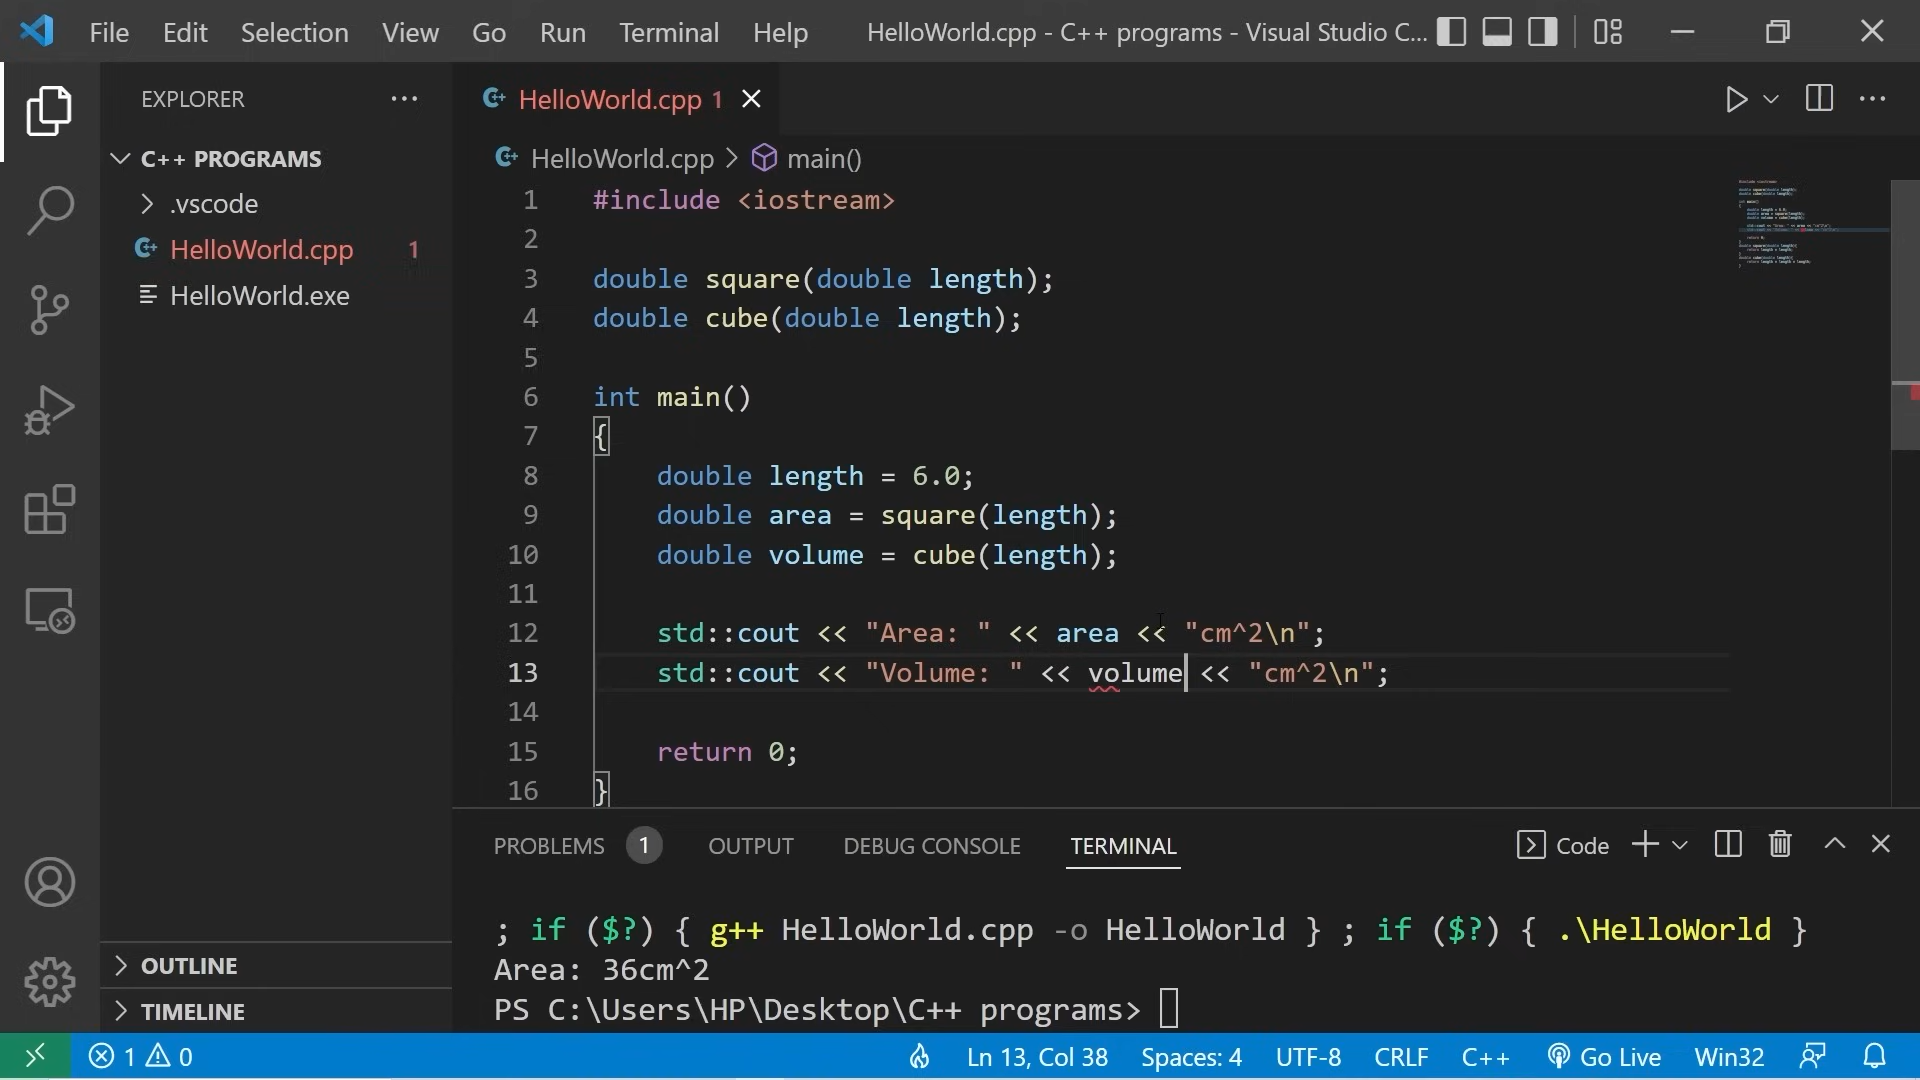 File Edit Selection View Go Run Terminal Help HelloWorld.cpp - C++ programs - Visual Studio C...
EXPLORER
C++ PROGRAMS
.vscode
HelloWorld.cpp 1
HelloWorld.exe
OUTLINE
TIMELINE
HelloWorld.cpp 1
HelloWorld.cpp > main()
1 #include <iostream>
2
3 double square(double length);
4 double cube(double length);
5
6 int main()
7 {
8 double length = 6.0;
9 double area = square(length);
10 double volume = cube(length);
11
12 std::cout << "Area: " << area << "cm^2\n";
13 std::cout << "Volume: " << volume << "cm^2\n";
14
15 return 0;
16 }
PROBLEMS 1 OUTPUT DEBUG CONSOLE TERMINAL Code
; if ($?) { g++ HelloWorld.cpp -o HelloWorld } ; if ($?) { .\HelloWorld }
Area: 36cm^2
PS C:\Users\HP\Desktop\C++ programs>
1 0 Ln 13, Col 38 Spaces: 4 UTF-8 CRLF C++ Go Live Win32